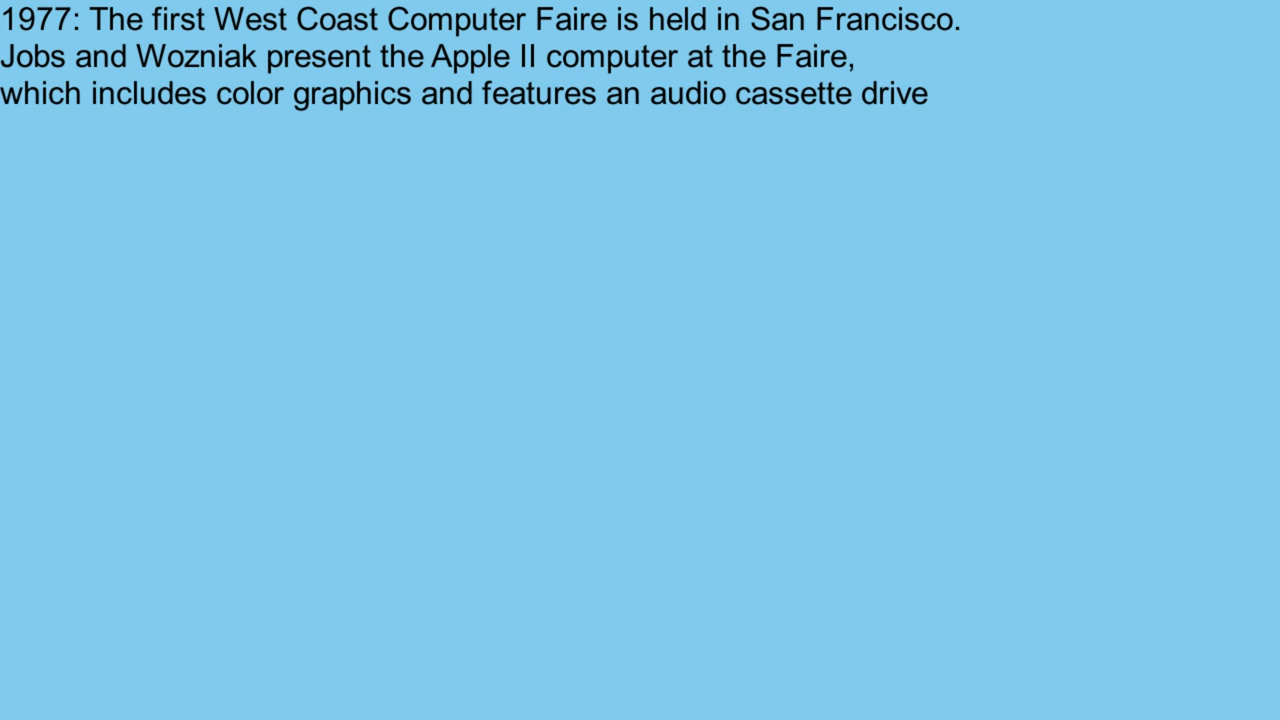 1977: The first West Coast Computer Faire is held in San Francisco.
Jobs and Wozniak present the Apple II computer at the Faire,
which includes color graphics and features an audio cassette drive